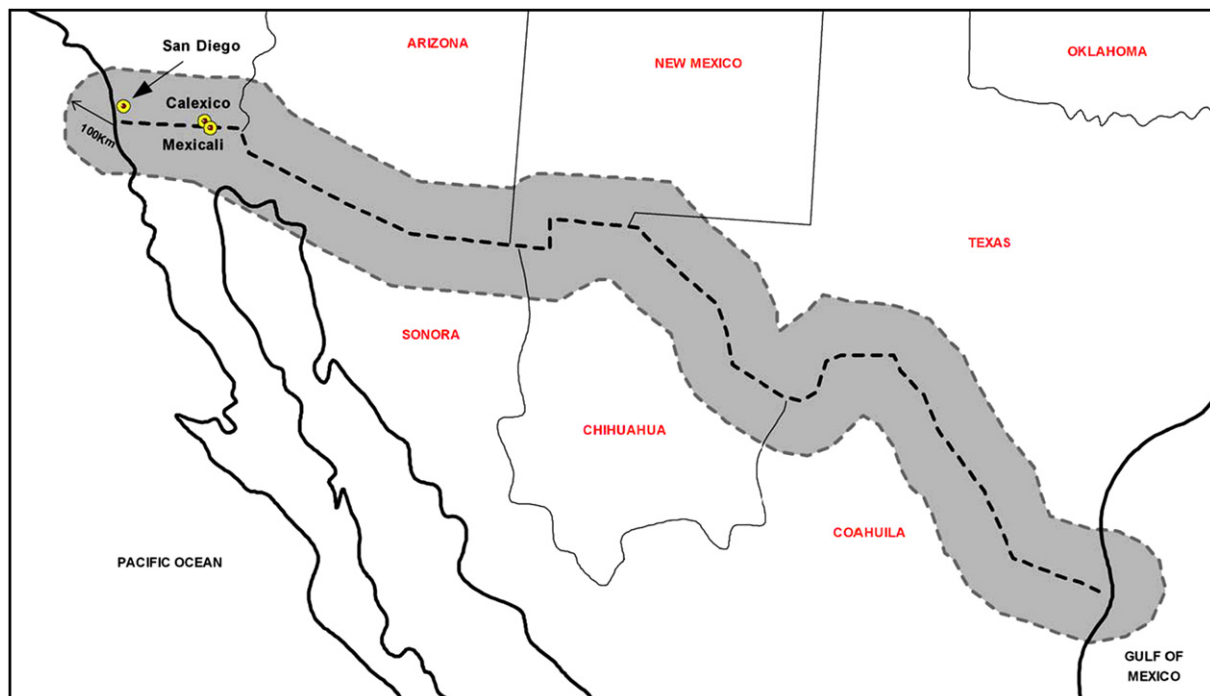 San Diego
ARIZONA
NEW MEXICO
OKLAHOMA
Calexico
100Km
Mexicali
TEXAS
SONORA
CHIHUAHUA
COAHUILA
PACIFIC OCEAN
GULF OF
MEXICO